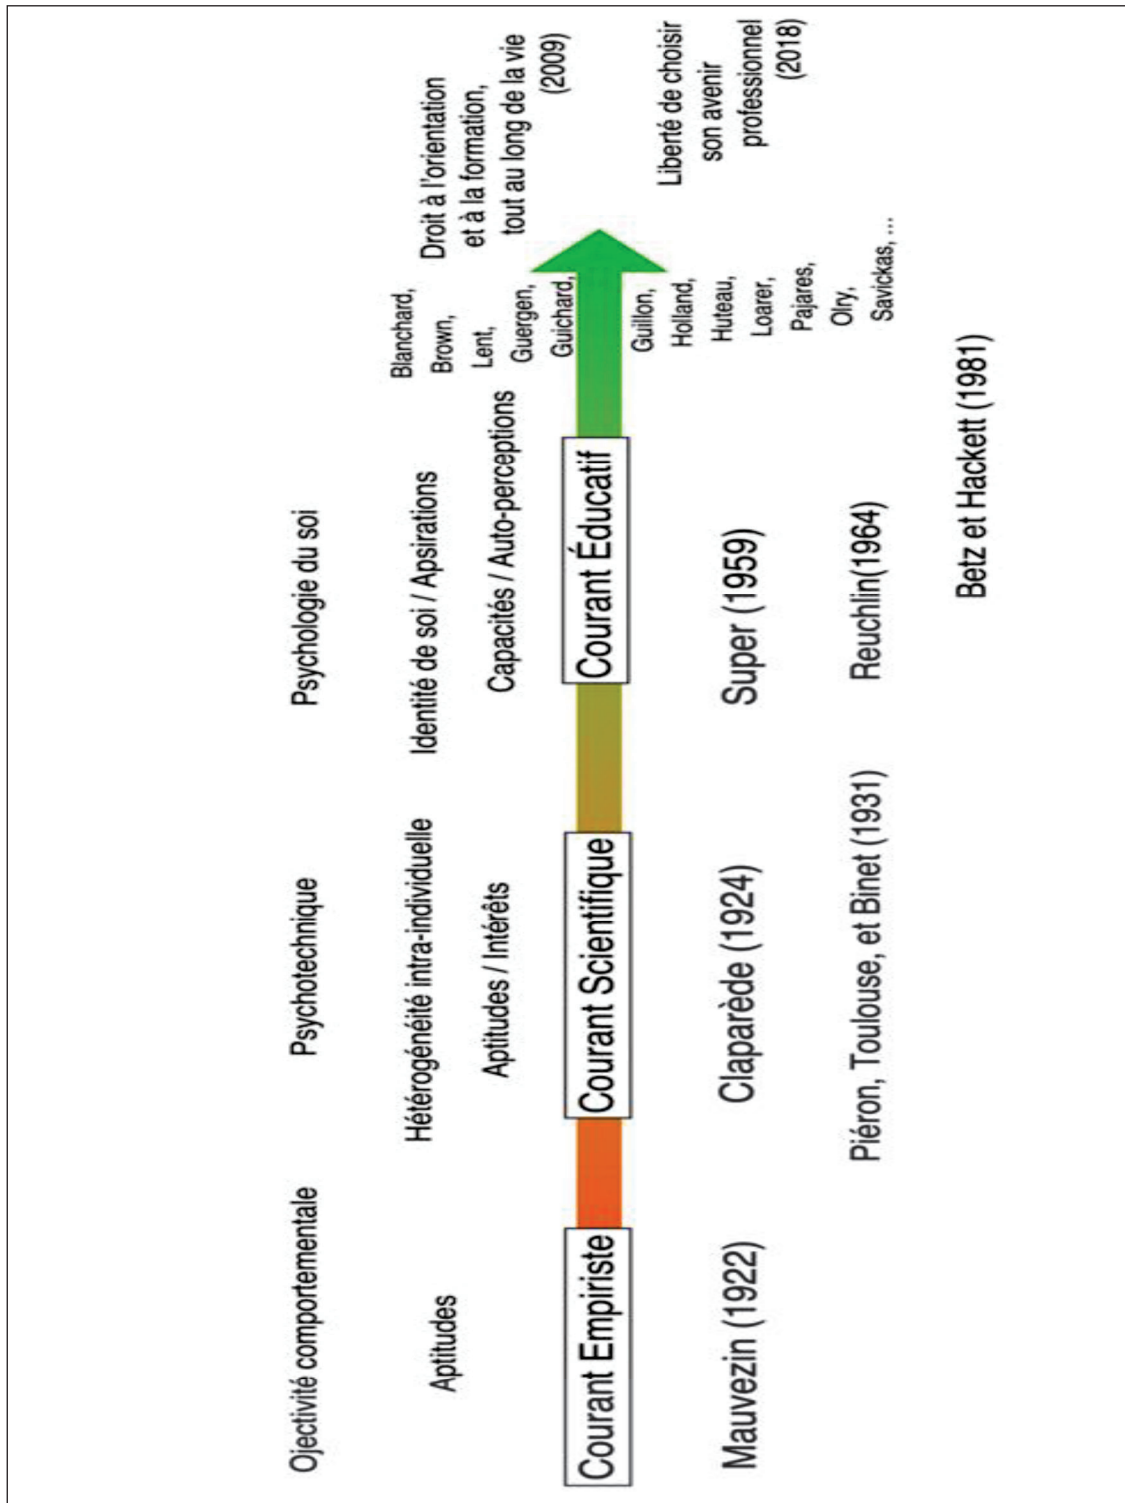 Ojectivité comportementale
Aptitudes
Courant Empiriste
Mauvezin (1922)
Psychotechnique
Hétérogénéité intra-individuelle
Aptitudes / Intérêts
Courant Scientifique
Claparède (1924)
Piéron, Toulouse, et Binet (1931)
Psychologie du soi
Identité de soi / Apsirations
Capacités / Auto-perceptions
Courant Éducatif
Super (1959)
Reuchlin(1964)
Betz et Hackett (1981)
Blanchard,
Brown,
Lent,
Guergen,
Guichard,
Guillon,
Holland,
Huteau,
Loarer,
Pajares,
Olry,
Savickas, ...
Droit à l'orientation
et à la formation,
tout au long de la vie
(2009)
Liberté de choisir
son avenir
professionnel
(2018)